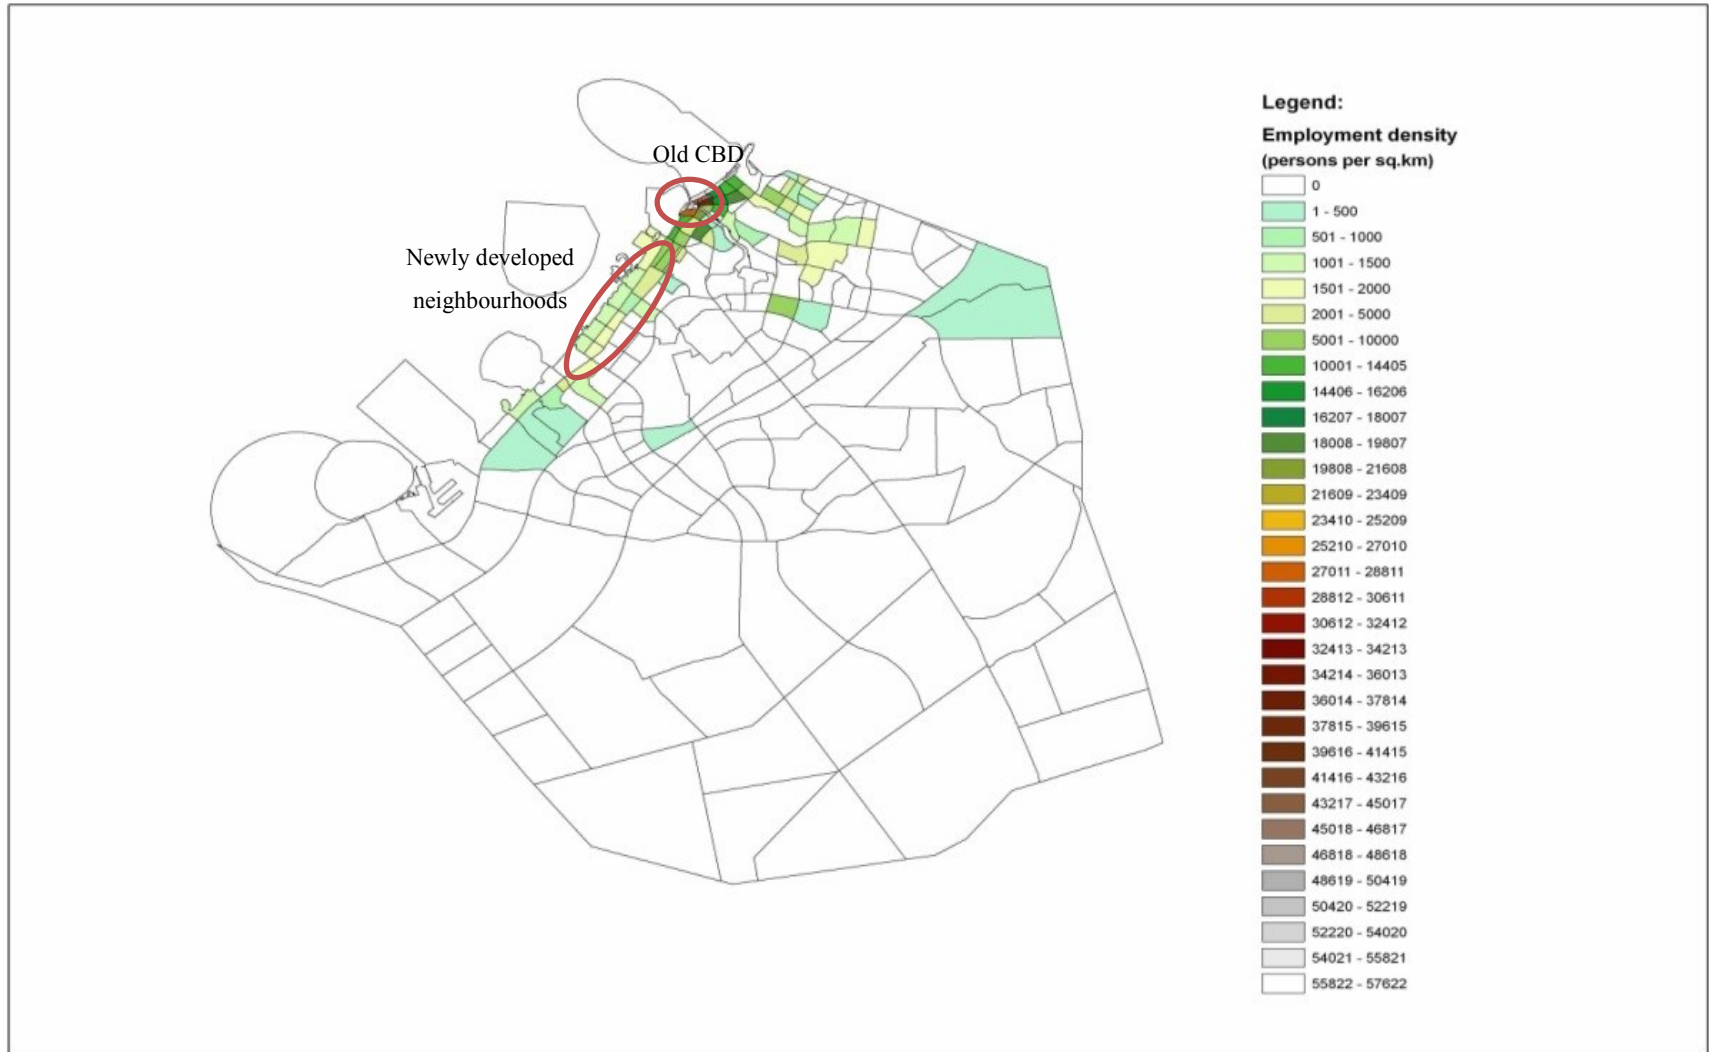 Old CBD
Newly developed
neighbourhoods
Legend:
Employment density
(persons per sq.km)
0
1 - 500
501 - 1000
1001 - 1500
1501 - 2000
2001 - 5000
5001 - 10000
10001 - 14405
14406 - 16206
16207 - 18007
18008 - 19807
19808 - 21608
21609 - 23409
23410 - 25209
25210 - 27010
27011 - 28811
28812 - 30611
30612 - 32412
32413 - 34213
34214 - 36013
36014 - 37814
37815 - 39615
39616 - 41415
41416 - 43216
43217 - 45017
45018 - 46817
46818 - 48618
48619 - 50419
50420 - 52219
52220 - 54020
54021 - 55821
55822 - 57622